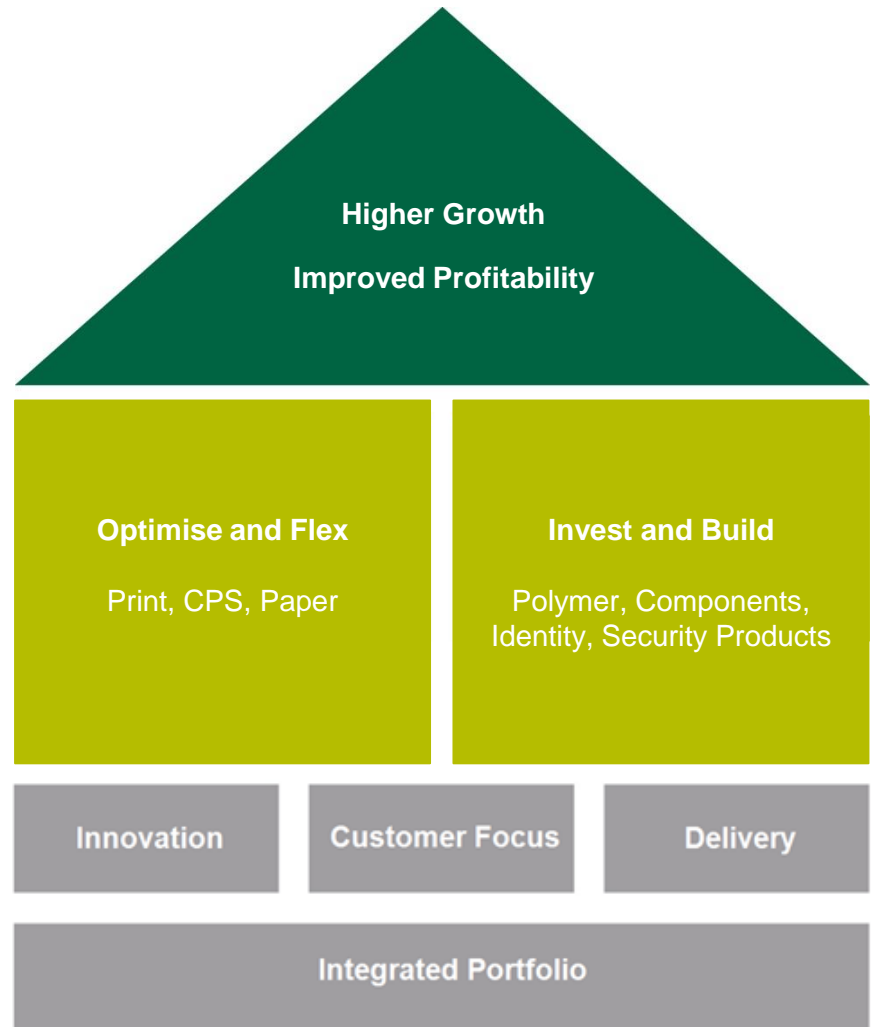 Higher Growth
Improved Profitability
Optimise and Flex
Print, CPS, Paper
Invest and Build
Polymer, Components,
Identity, Security Products
Innovation
Customer Focus
Delivery
Integrated Portfolio